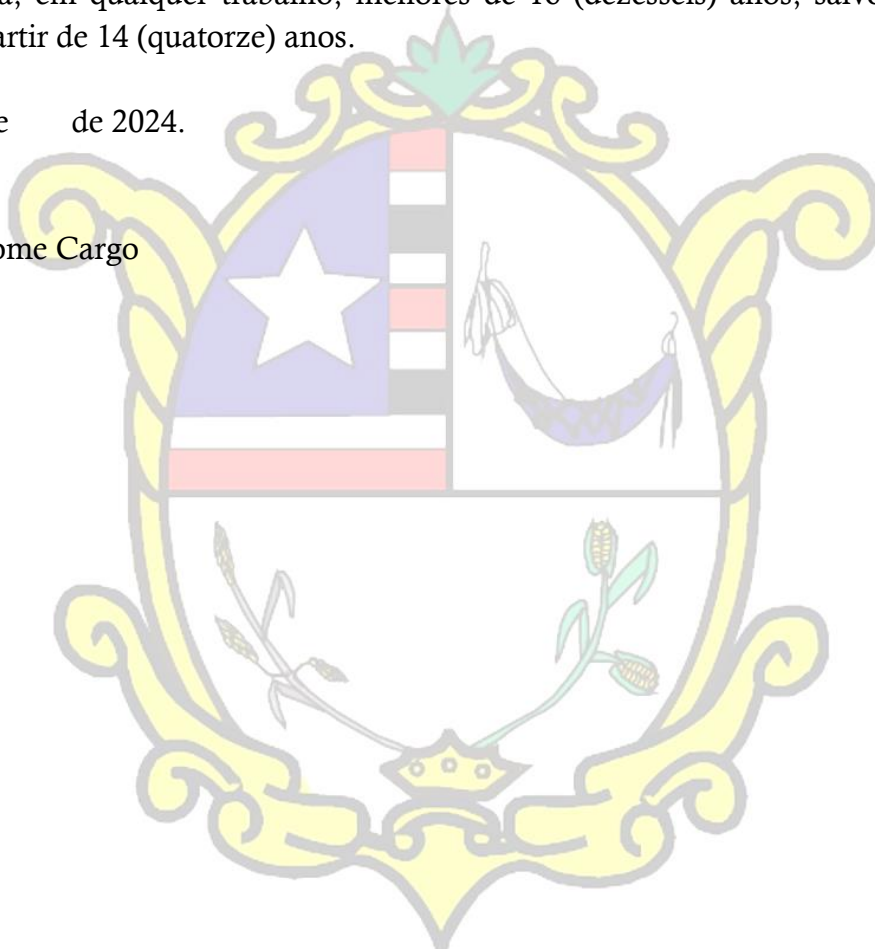 em qualquer trabalho, menores de 16 (dezesseis) anos, salvo
artir de 14 (quatorze) anos.
e de 2024.
ome Cargo